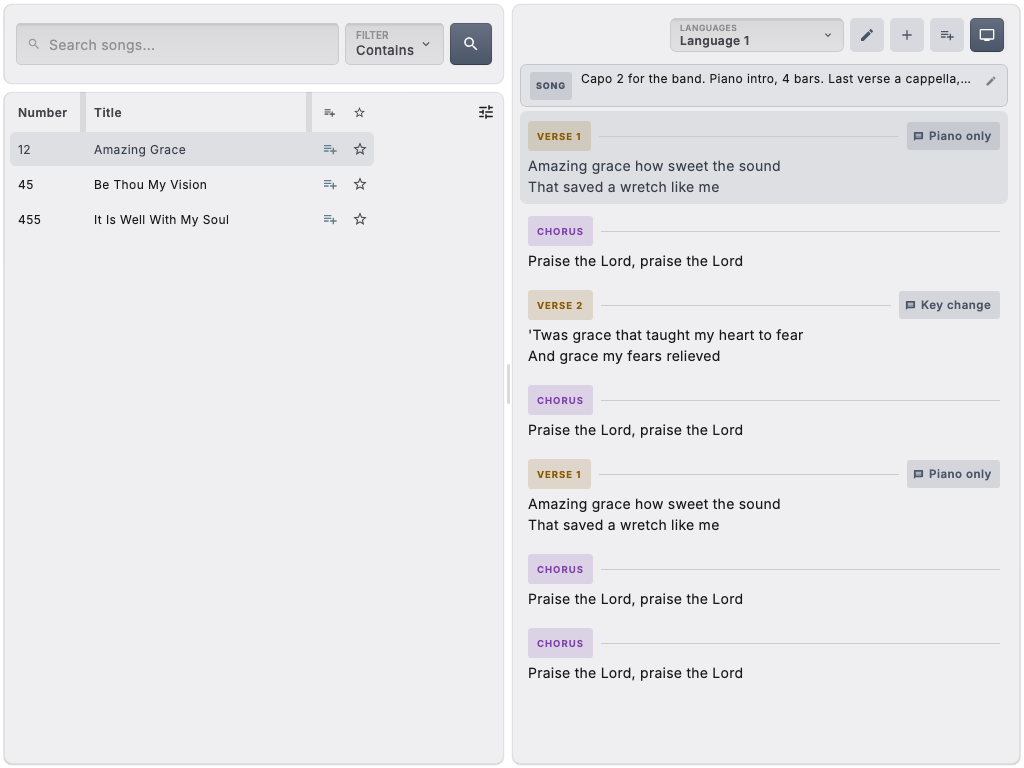 Search songs...
FILTER
Contains
Number Title
12 Amazing Grace
45 Be Thou My Vision
455 It Is Well With My Soul
LANGUAGES
Language 1
SONG Capo 2 for the band. Piano intro, 4 bars. Last verse a cappella,...
VERSE 1 Piano only
Amazing grace how sweet the sound
That saved a wretch like me
CHORUS
Praise the Lord, praise the Lord
VERSE 2 Key change
'Twas grace that taught my heart to fear
And grace my fears relieved
CHORUS
Praise the Lord, praise the Lord
VERSE 1 Piano only
Amazing grace how sweet the sound
That saved a wretch like me
CHORUS
Praise the Lord, praise the Lord
CHORUS
Praise the Lord, praise the Lord